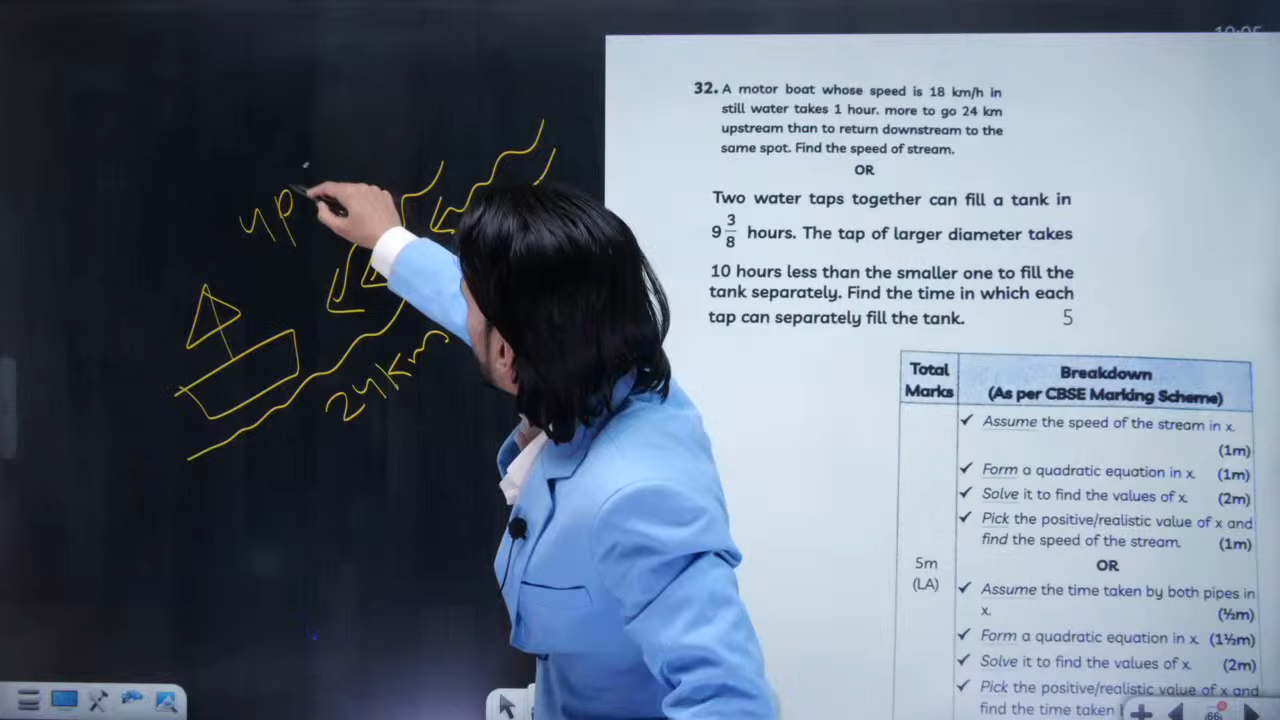 32. A motor boat whose speed is 18 km/h in
still water takes 1 hour. more to go 24 km
upstream than to return downstream to the
same spot. Find the speed of stream.
OR
Two water taps together can fill a tank in
9 3/8 hours. The tap of larger diameter takes
10 hours less than the smaller one to fill the
tank separately. Find the time in which each
tap can separately fill the tank. 5
Total Marks
Breakdown
(As per CBSE Marking Scheme)
5m
(LA)
✓ Assume the speed of the stream in x.
(1m)
✓ Form a quadratic equation in x. (1m)
✓ Solve it to find the values of x. (2m)
✓ Pick the positive/realistic value of x and
find the speed of the stream. (1m)
OR
✓ Assume the time taken by both pipes in
x. (½m)
✓ Form a quadratic equation in x. (1½m)
✓ Solve it to find the values of x. (2m)
✓ Pick the positive/realistic value of x and
find the time taken
up
24km